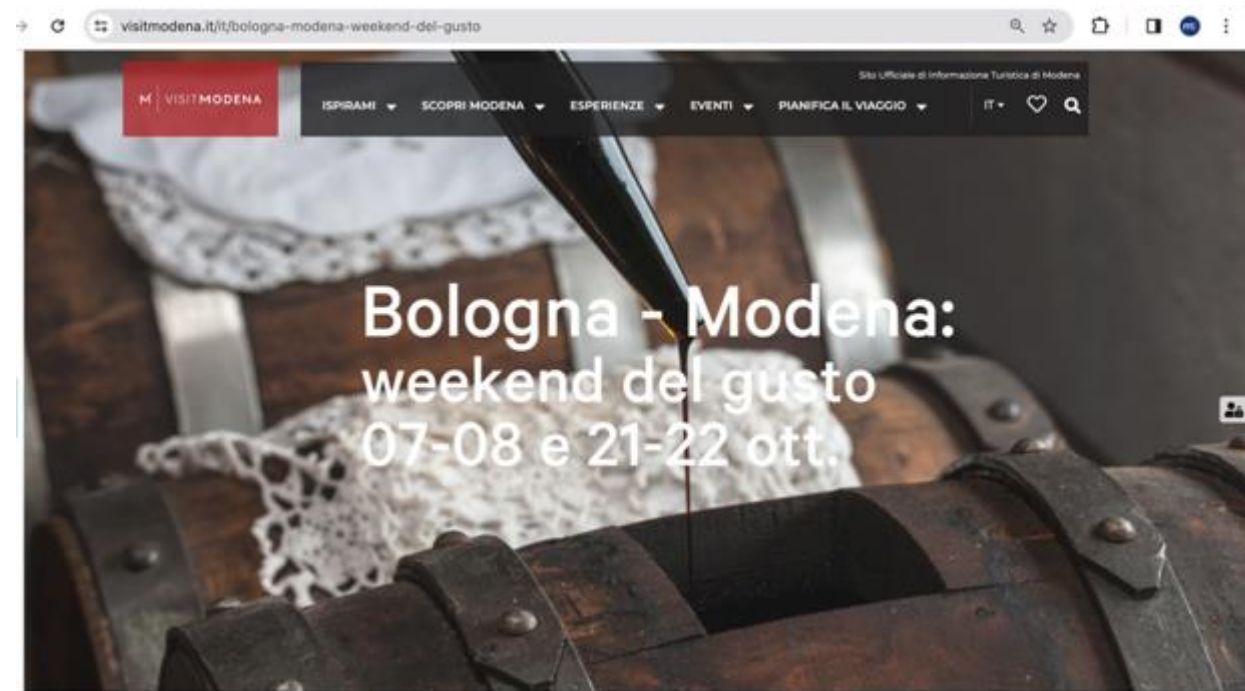 visitmodena.it/it/bologna-modena-weekend-del-gusto
Sito Ufficiale di Informazione Turistica di Modena
M | VISITMODENA
ISPIRAMI
SCOPRI MODENA
ESPERIENZE
EVENTI
PIANIFICA IL VIAGGIO
IT
Bologna - Modena:
weekend del gusto
07-08 e 21-22 ott.